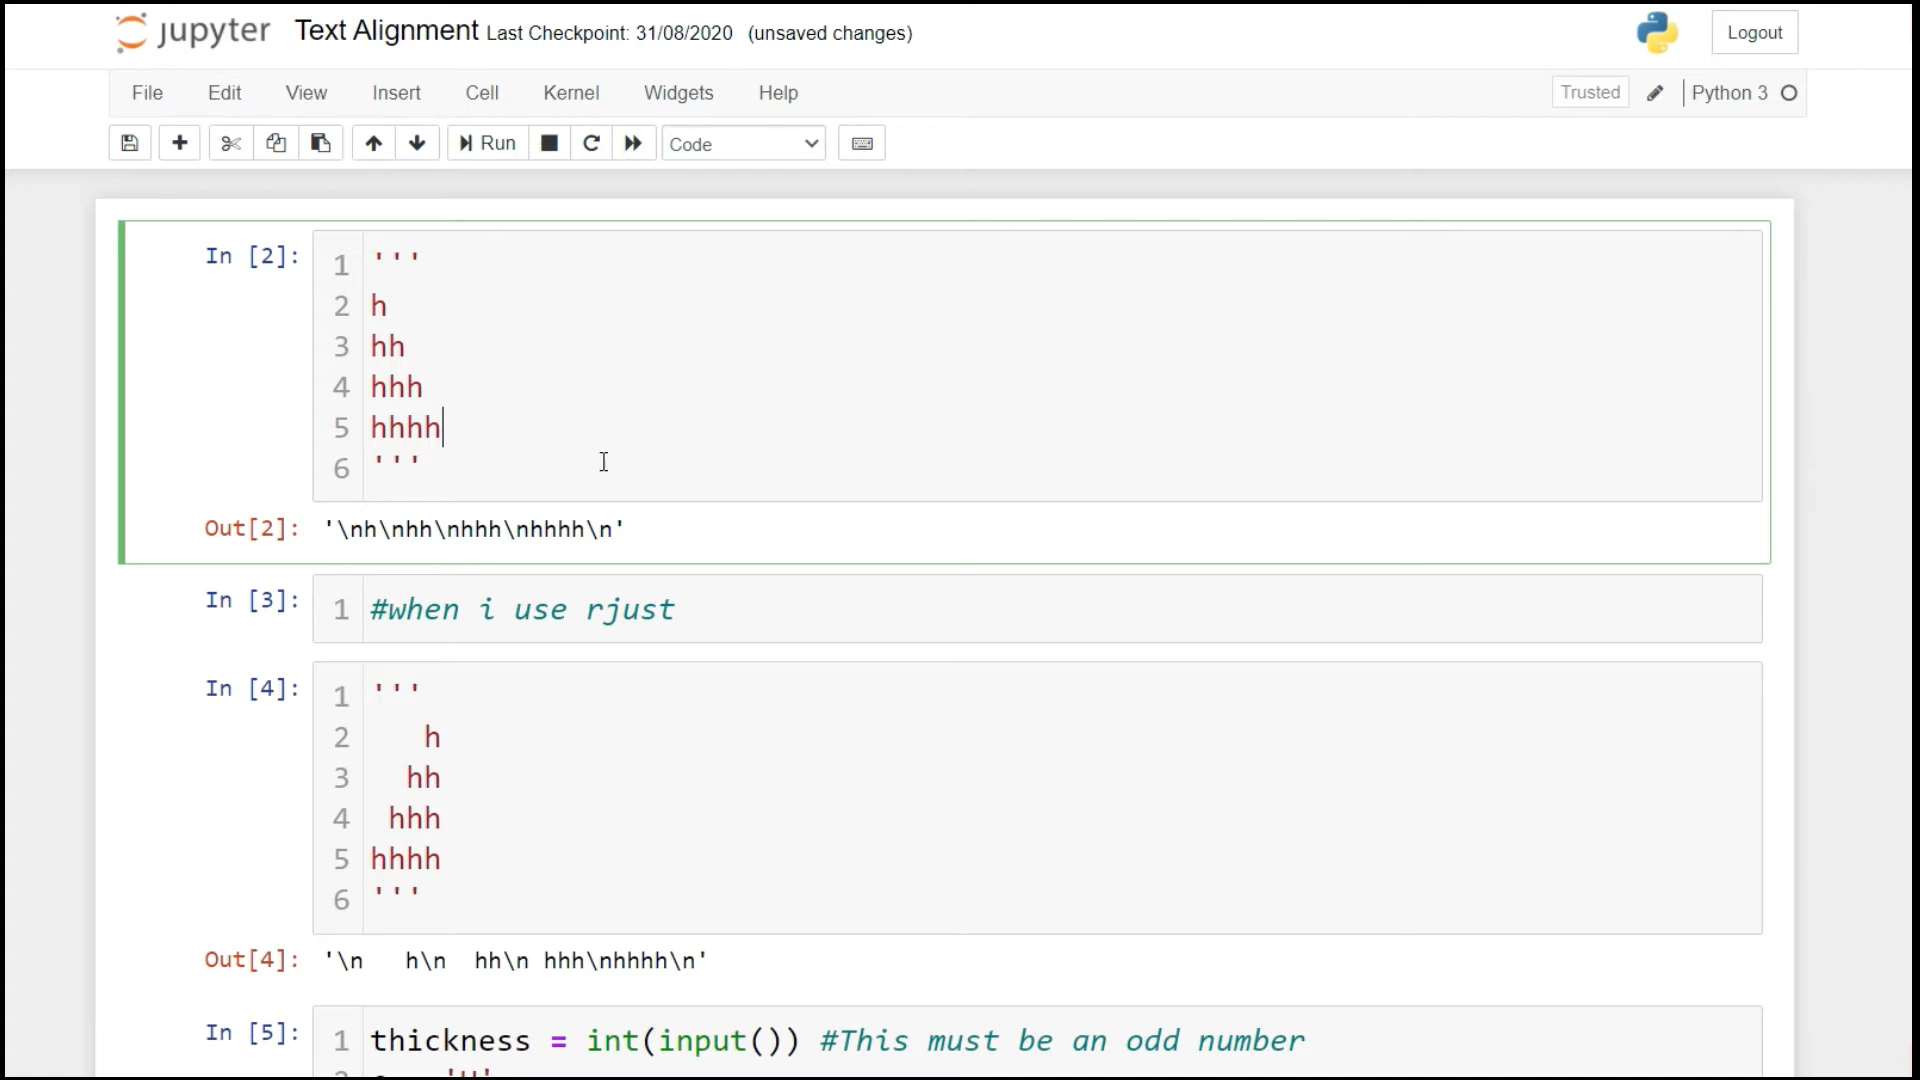 jupyter Text Alignment Last Checkpoint: 31/08/2020 (unsaved changes) Logout
File Edit View Insert Cell Kernel Widgets Help Trusted Python 3
Run Code
In [2]: 1 '''
2 h
3 hh
4 hhh
5 hhhh
6 '''
Out[2]: '\nh\nhh\nhhh\nhhhh\n'
In [3]: 1 #when i use rjust
In [4]: 1 '''
2    h
3   hh
4  hhh
5 hhhh
6 '''
Out[4]: '\n   h\n  hh\n hhh\nhhhh\n'
In [5]: 1 thickness = int(input()) #This must be an odd number